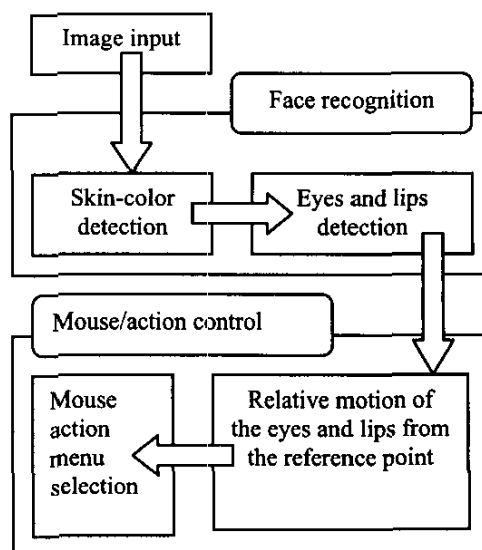 Image input
Face recognition
Skin-color
detection
Eyes and lips
detection
Mouse/action control
Mouse
action
menu
selection
Relative motion of
the eyes and lips from
the reference point